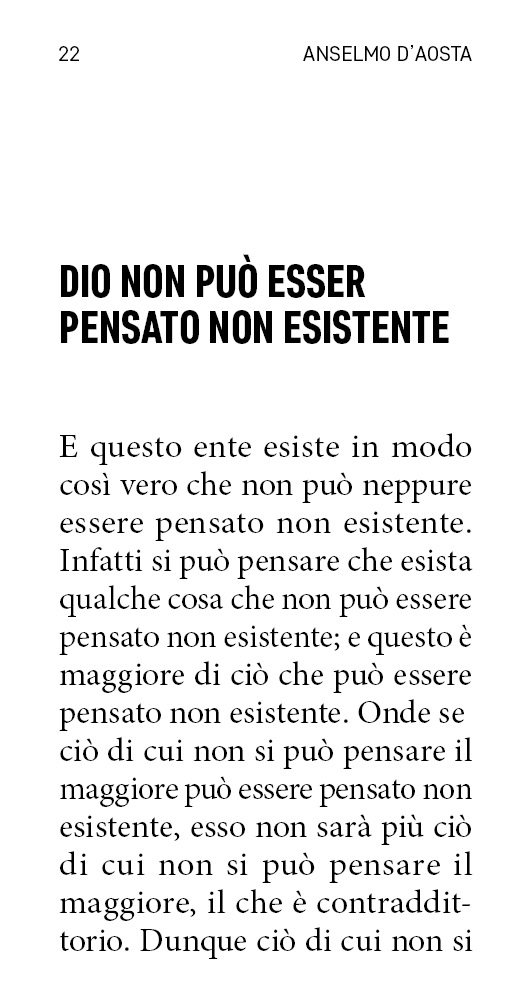 22 ANSELMO D'AOSTA
DIO NON PUÒ ESSER
PENSATO NON ESISTENTE
E questo ente esiste in modo
così vero che non può neppure
essere pensato non esistente.
Infatti si può pensare che esista
qualche cosa che non può essere
pensato non esistente; e questo è
maggiore di ciò che può essere
pensato non esistente. Onde se
ciò di cui non si può pensare il
maggiore può essere pensato non
esistente, esso non sarà più ciò
di cui non si può pensare il
maggiore, il che è contraddit-
torio. Dunque ciò di cui non si